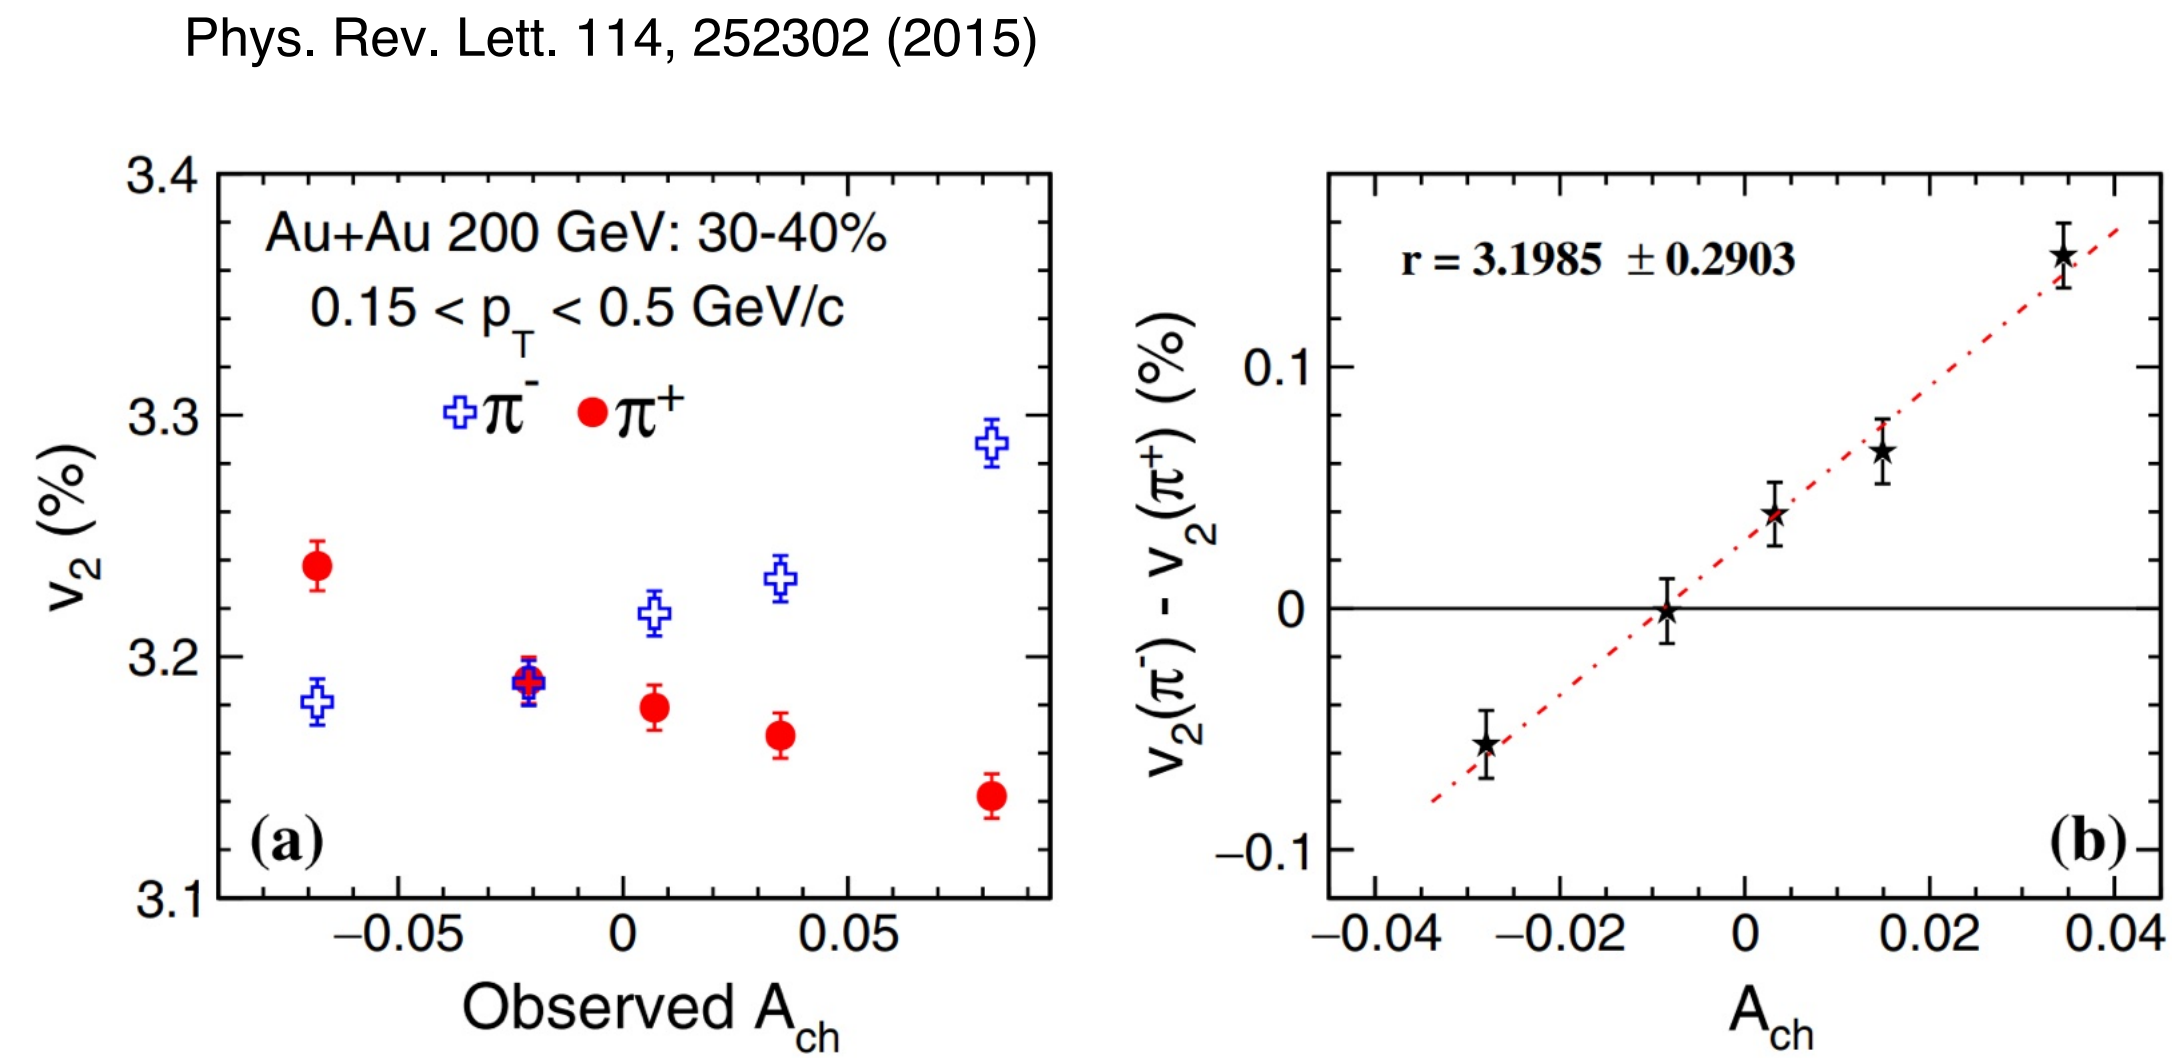 Phys. Rev. Lett. 114, 252302 (2015)
3.4
3.3
3.2
3.1
v2 (%)
Au+Au 200 GeV: 30-40%
0.15 < pT < 0.5 GeV/c
π- π+
(a)
−0.05 0 0.05
Observed Ach
0.1
0
−0.1
v2(π-) - v2(π+) (%)
r = 3.1985 ± 0.2903
(b)
−0.04 −0.02 0 0.02 0.04
Ach